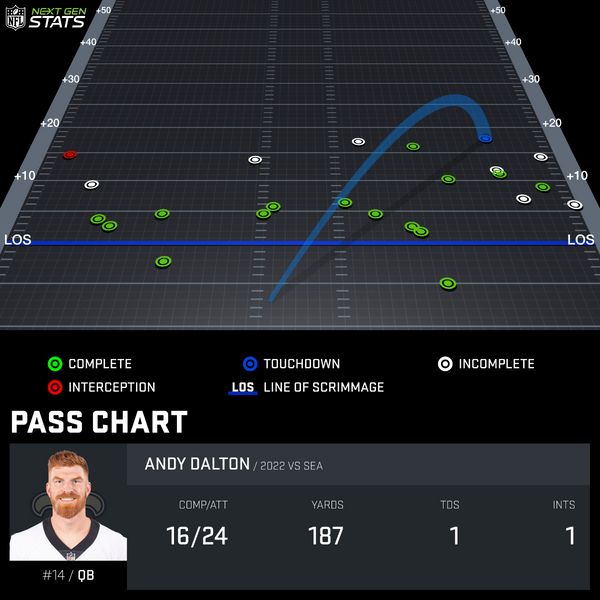 NFL NEXT GEN STATS
+50 +50
+30 +30
+20 +20
+10 +10
LOS LOS
COMPLETE TOUCHDOWN INCOMPLETE
INTERCEPTION LOS LINE OF SCRIMMAGE
PASS CHART
ANDY DALTON / 2022 VS SEA
COMP/ATT YARDS TDS INTS
16/24 187 1 1
#14 / QB